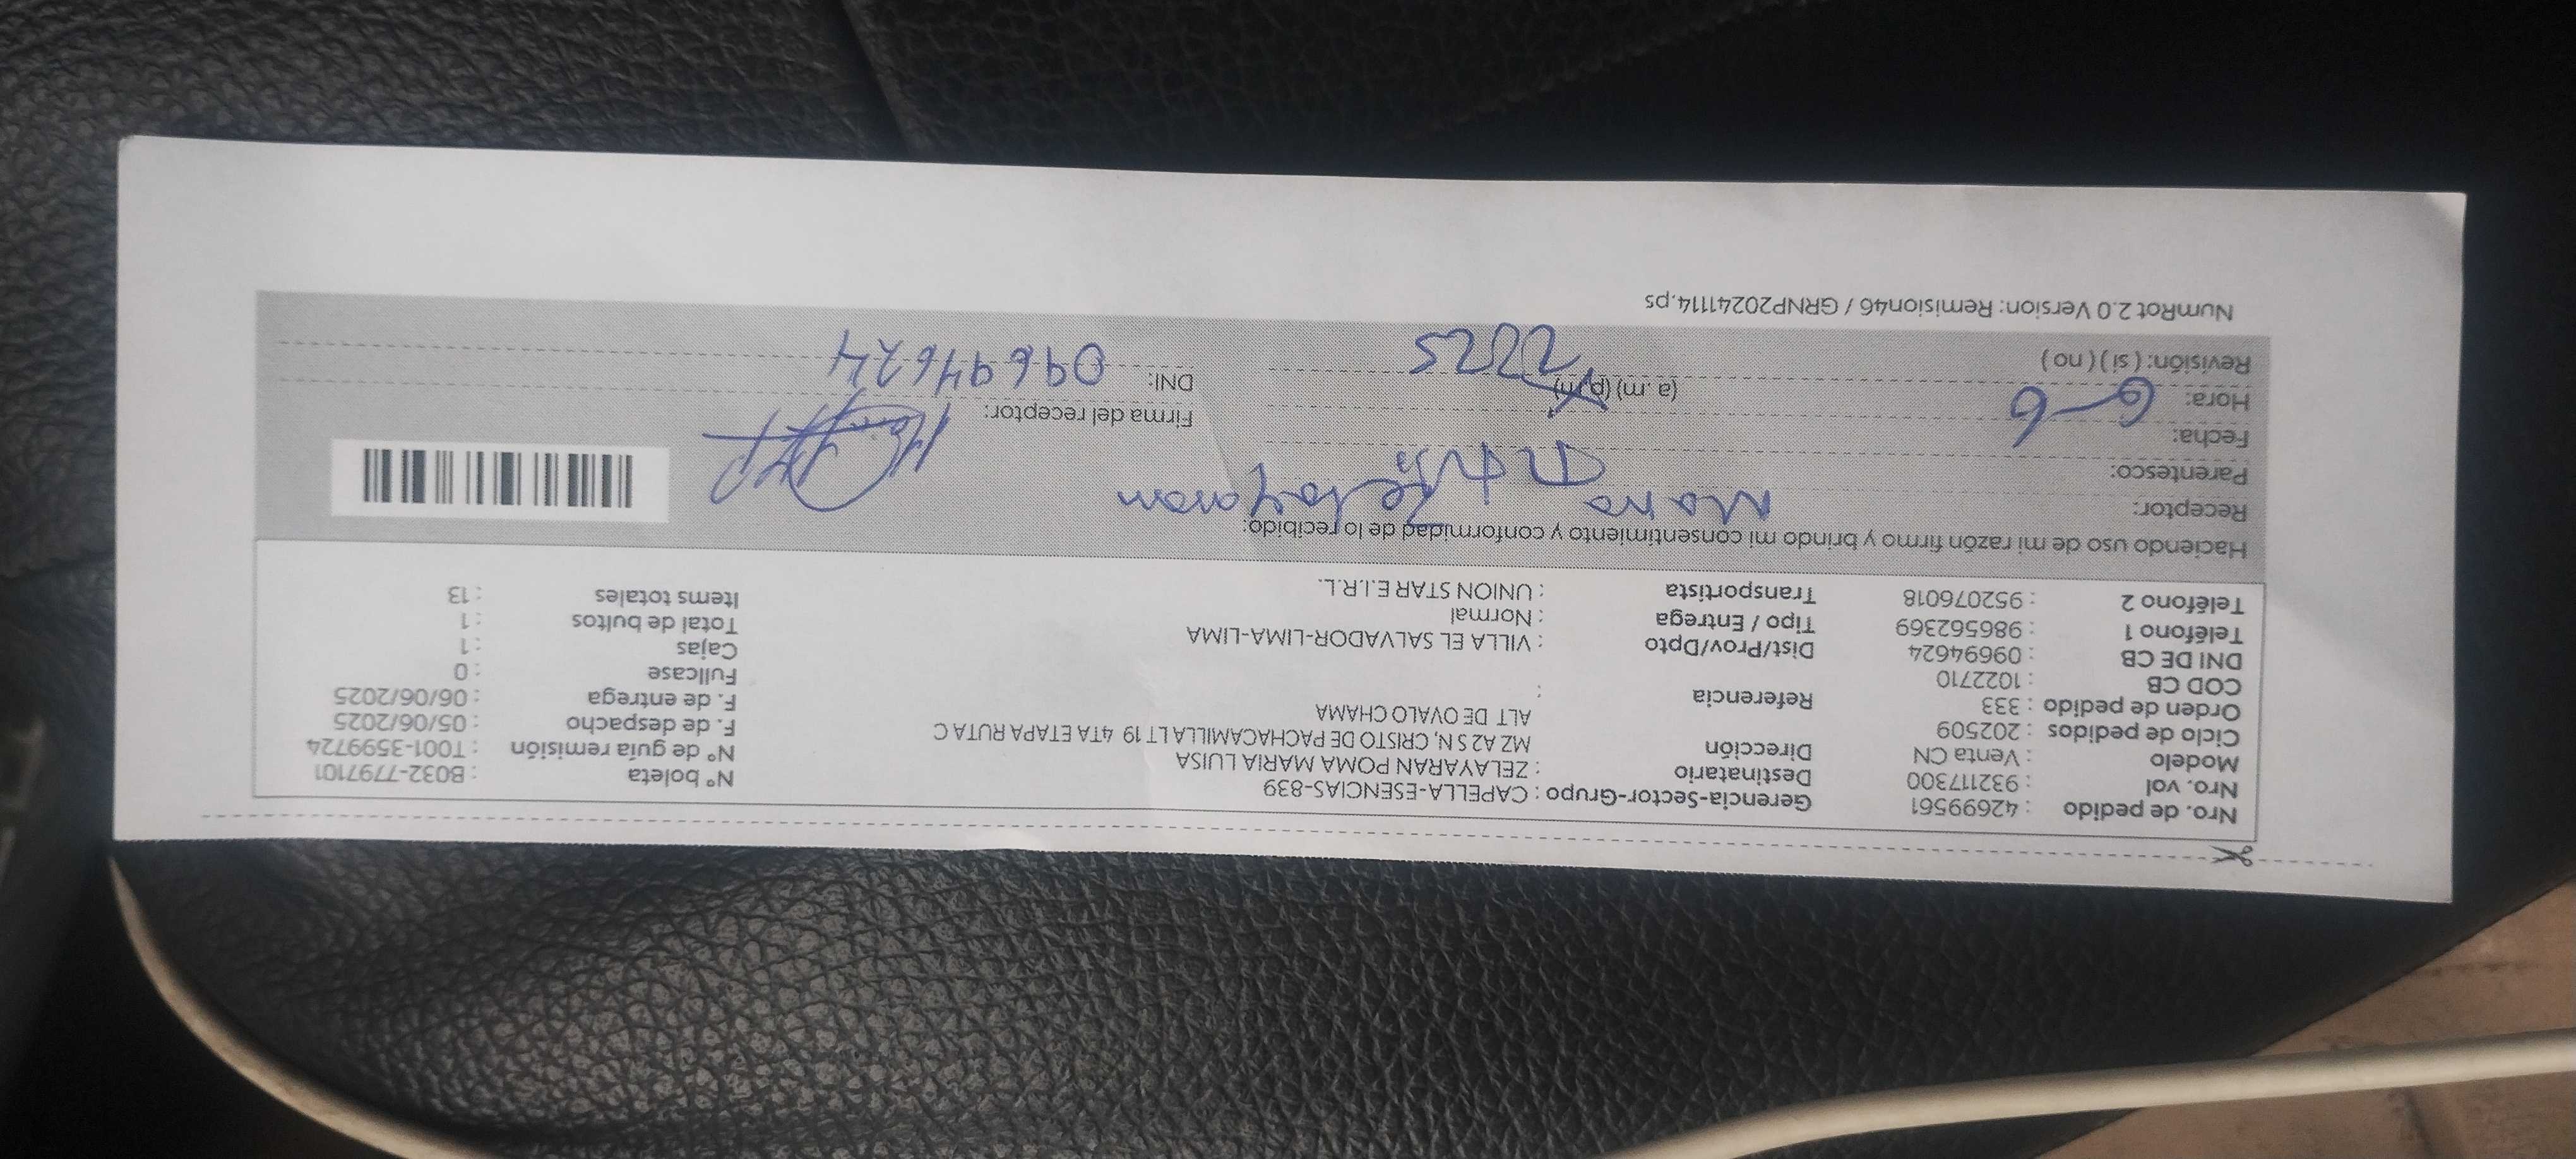 Nro. de pedido : 42699561 Gerencia-Sector-Grupo : CAPELLA-ESENCIAS-839 N° boleta : B032-7797101
Nro. vol : 932117300 Destinatario : ZELAYARAN POMA MARIA LUISA N° de guía remisión : T001-3599724
Modelo : Venta CN Dirección MZ A2 S N, CRISTO DE PACHACAMILLA LT 19 4TA ETAPA RUTA C F. de despacho : 05/06/2025
Ciclo de pedidos : 202509 ALT DE OVALO CHAMA F. de entrega : 06/06/2025
Orden de pedido : 333 Referencia : Fullcase : 0
COD CB : 1022710 Cajas : 1
DNI DE CB : 09694624 Dist/Prov/Dpto : VILLA EL SALVADOR-LIMA-LIMA Total de bultos : 1
Teléfono 1 : 986562369 Tipo / Entrega : Normal Items totales : 13
Teléfono 2 : 952076018 Transportista : UNION STAR E.I.R.L.
Haciendo uso de mi razón firmo y brindo mi consentimiento y conformidad de lo recibido:
Receptor: Maria Zelayaran
Parentesco:
Fecha: Firma del receptor:
Hora: 6-6 (a. m) (p. m) DNI: 09694624
Revisión: ( si ) ( no )
NumRot 2.0 Version: Remision46 / GRNP20241114.ps